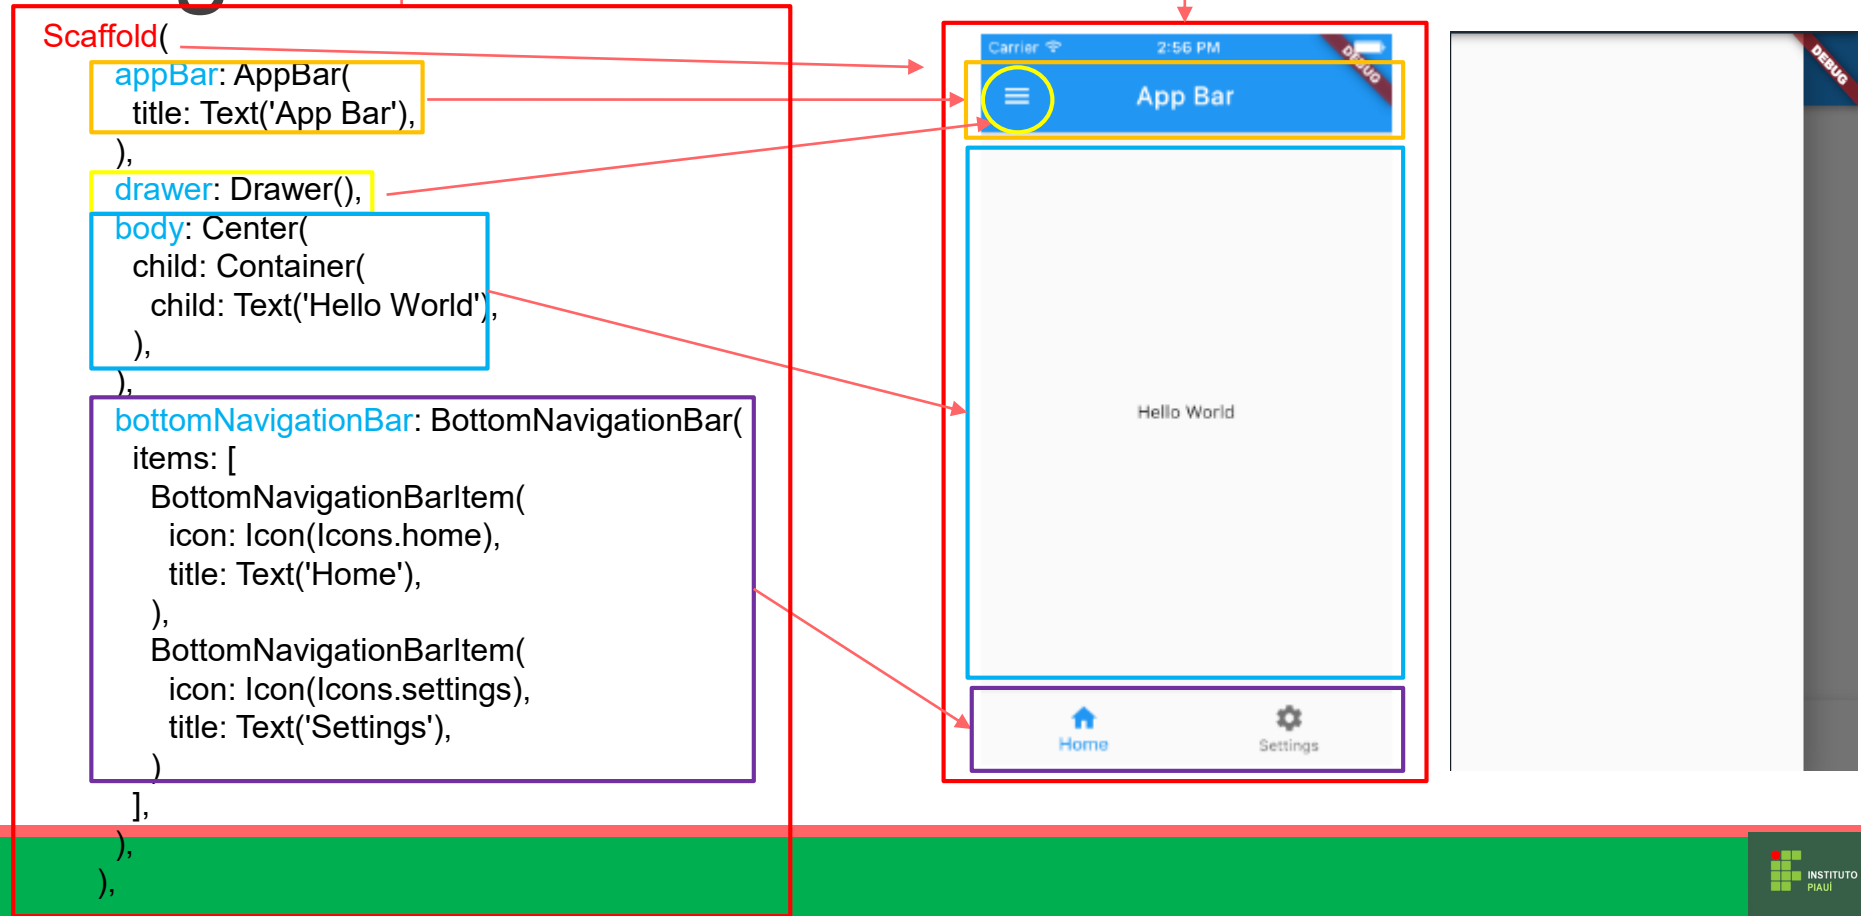 Scaffold(
appBar: AppBar(
title: Text('App Bar'),
),
drawer: Drawer(),
body: Center(
child: Container(
child: Text('Hello World'),
),
),
bottomNavigationBar: BottomNavigationBar(
items: [
BottomNavigationBarItem(
icon: Icon(Icons.home),
title: Text('Home'),
),
BottomNavigationBarItem(
icon: Icon(Icons.settings),
title: Text('Settings'),
)
],
),
),
Carrier 2:56 PM
DEBUG
App Bar
Hello World
Home Settings
DEBUG
INSTITUTO
PIAUÍ